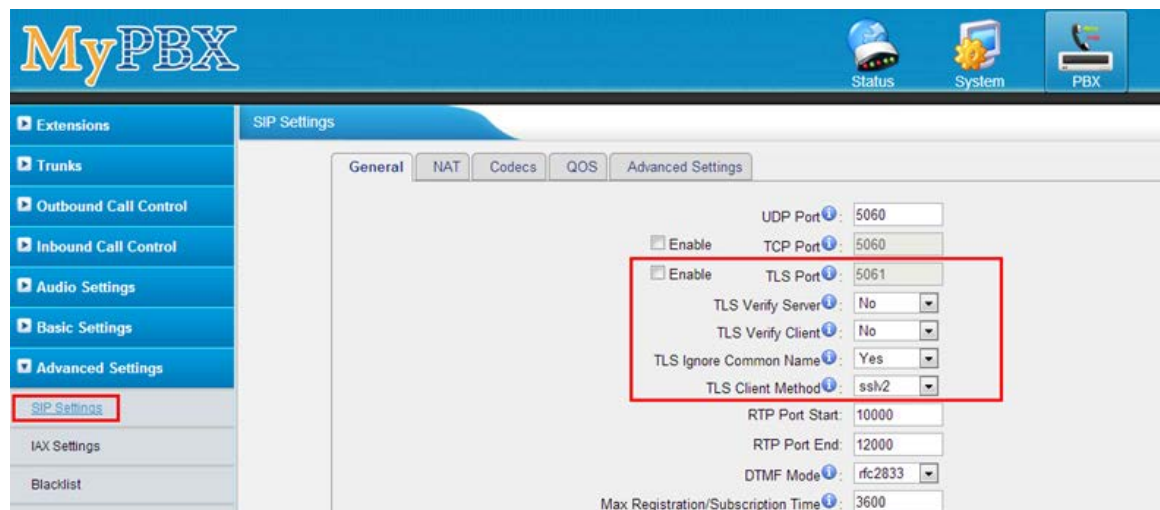 MyPBX
Status
System
PBX
Extensions
Trunks
Outbound Call Control
Inbound Call Control
Audio Settings
Basic Settings
Advanced Settings
SIP Settings
IAX Settings
Blacklist
SIP Settings
General NAT Codecs QOS Advanced Settings
UDP Port : 5060
Enable TCP Port : 5060
Enable TLS Port : 5061
TLS Verify Server : No
TLS Verify Client : No
TLS Ignore Common Name : Yes
TLS Client Method : sslv2
RTP Port Start: 10000
RTP Port End: 12000
DTMF Mode : rfc2833
Max Registration/Subscription Time : 3600